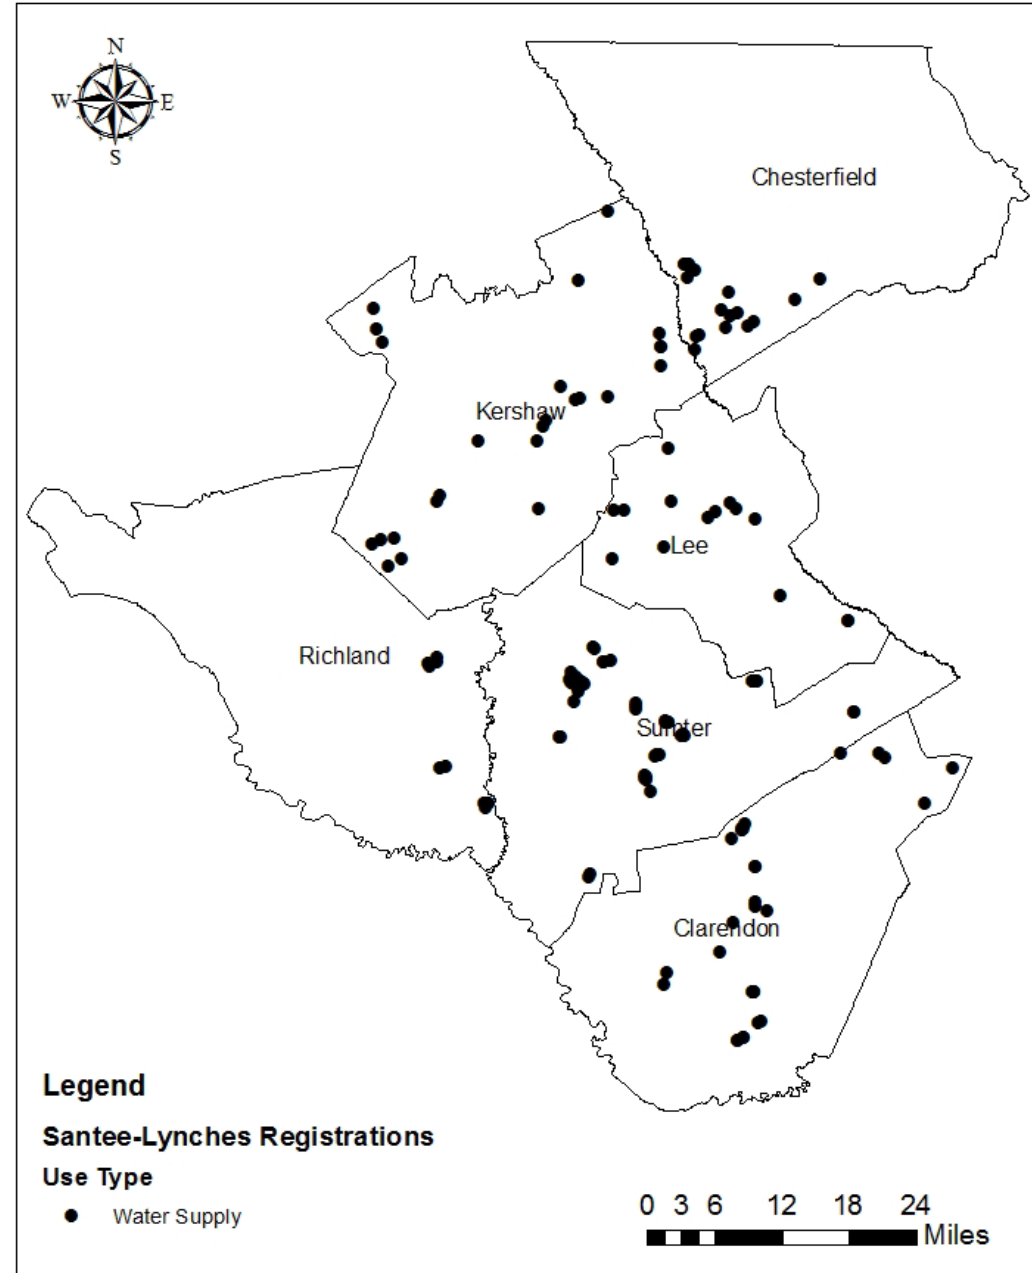 N
W E
S
Chesterfield
Kershaw
Lee
Richland
Sumter
Clarendon
Legend
Santee-Lynches Registrations
Use Type
Water Supply
0 3 6 12 18 24
Miles